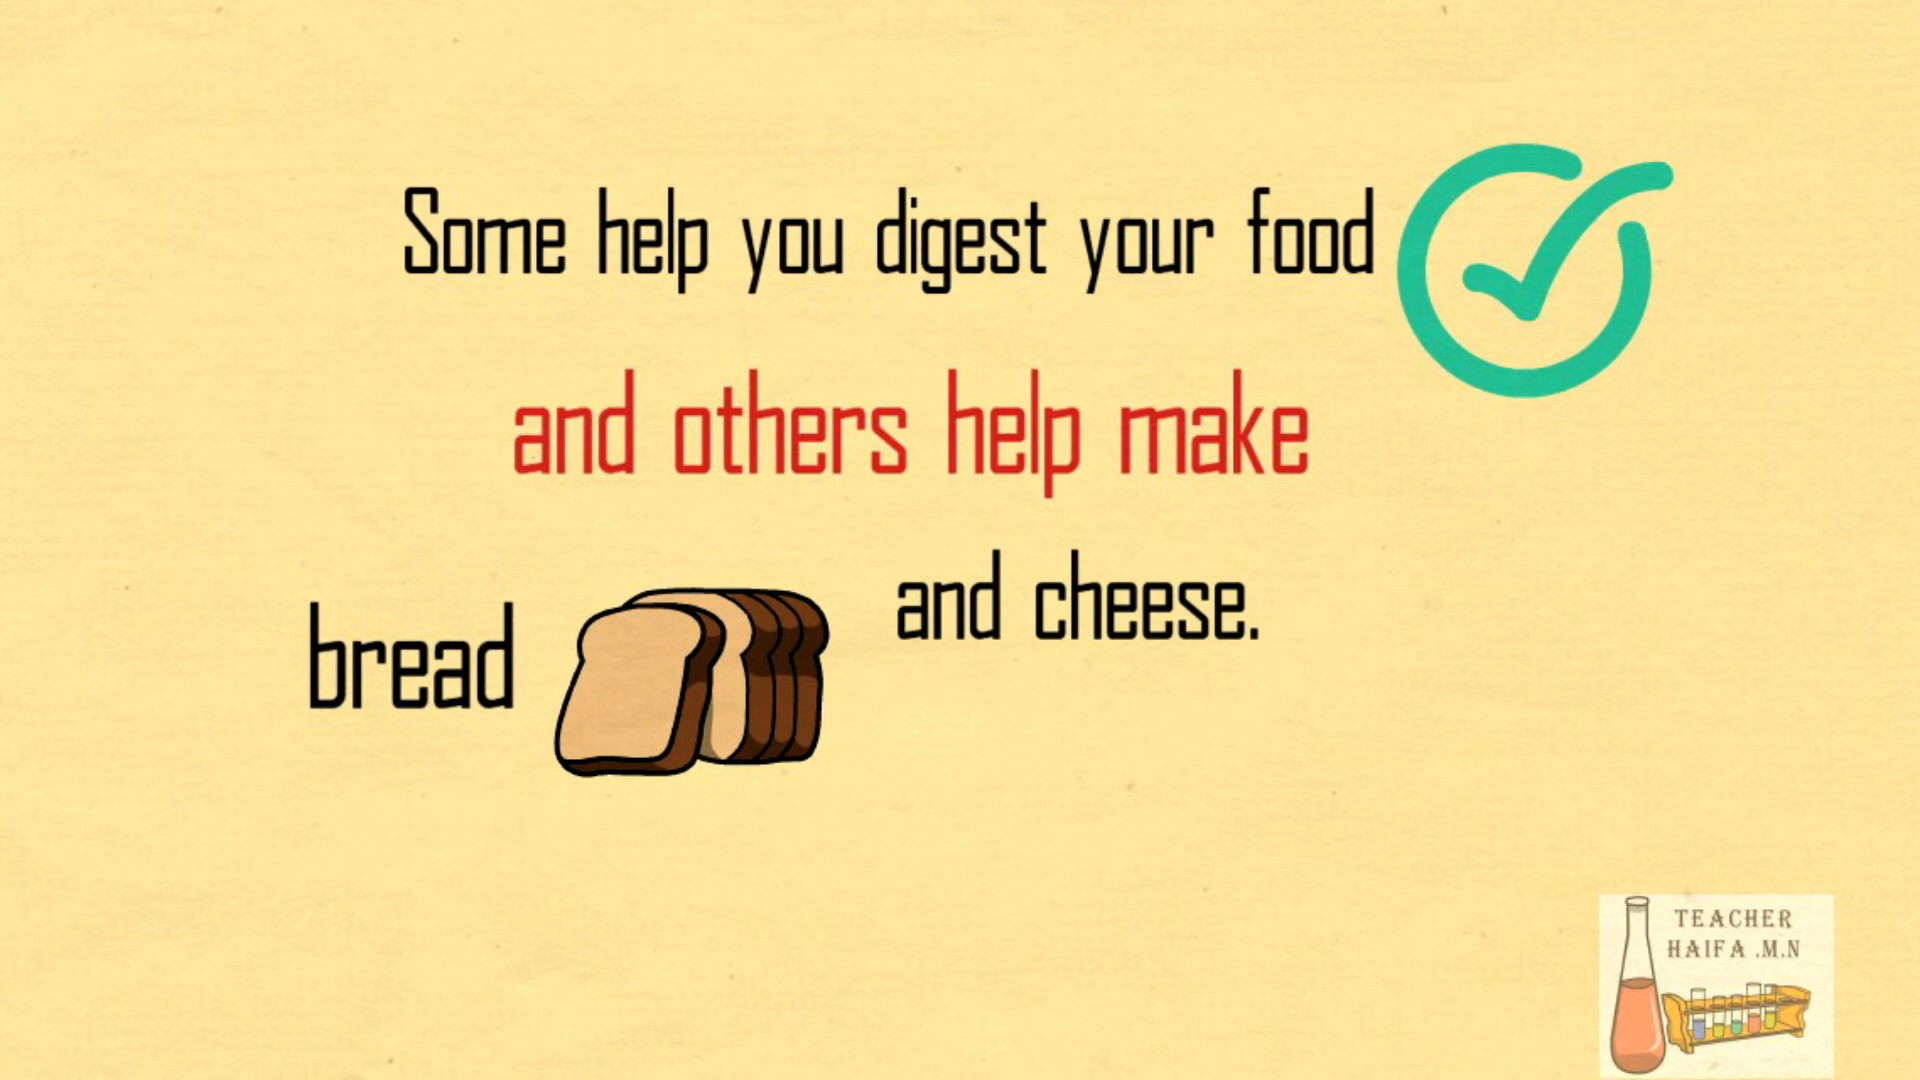 Some help you digest your food
and others help make
bread
and cheese.
TEACHER
HAIFA .M.N